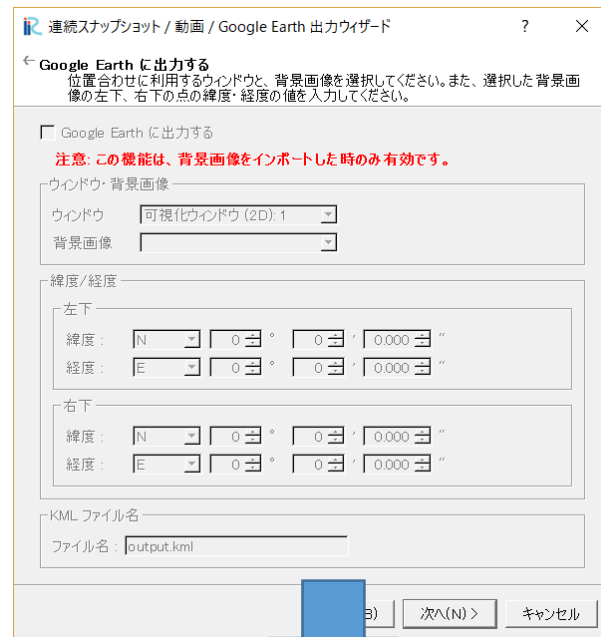 連続スナップショット / 動画 / Google Earth 出力ウィザード ? ×
Google Earth に出力する
位置合わせに利用するウィンドウと、背景画像を選択してください。また、選択した背景画
像の左下、右下の点の緯度・経度の値を入力してください。
Google Earth に出力する
注意: この機能は、背景画像をインポートした時のみ有効です。
ウィンドウ・背景画像
ウィンドウ 可視化ウィンドウ (2D): 1
背景画像
緯度/経度
左下
緯度 : N 0 ° 0 ′ 0.000 ″
経度 : E 0 ° 0 ′ 0.000 ″
右下
緯度 : N 0 ° 0 ′ 0.000 ″
経度 : E 0 ° 0 ′ 0.000 ″
KML ファイル名
ファイル名 : output.kml
B) 次へ(N) > キャンセル